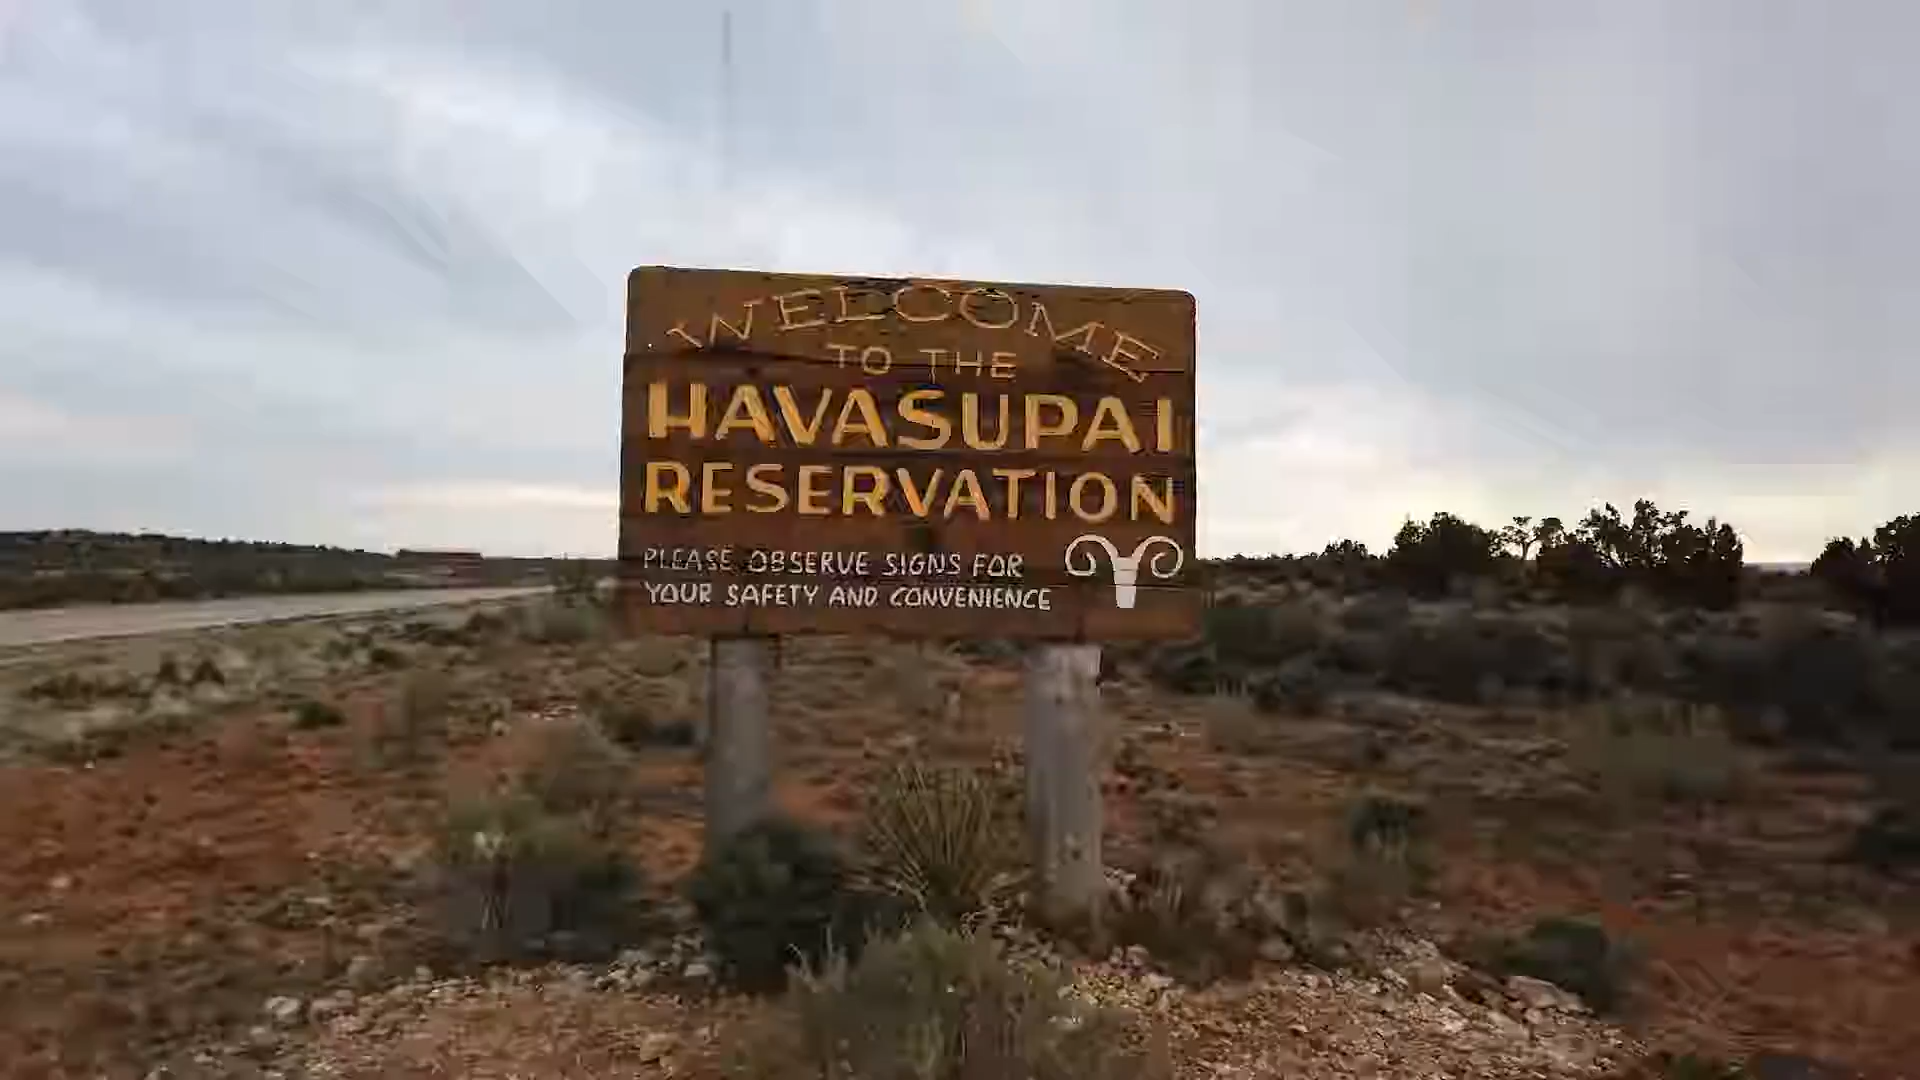 WELCOME
TO THE
HAVASUPAI
RESERVATION
PLEASE OBSERVE SIGNS FOR
YOUR SAFETY AND CONVENIENCE